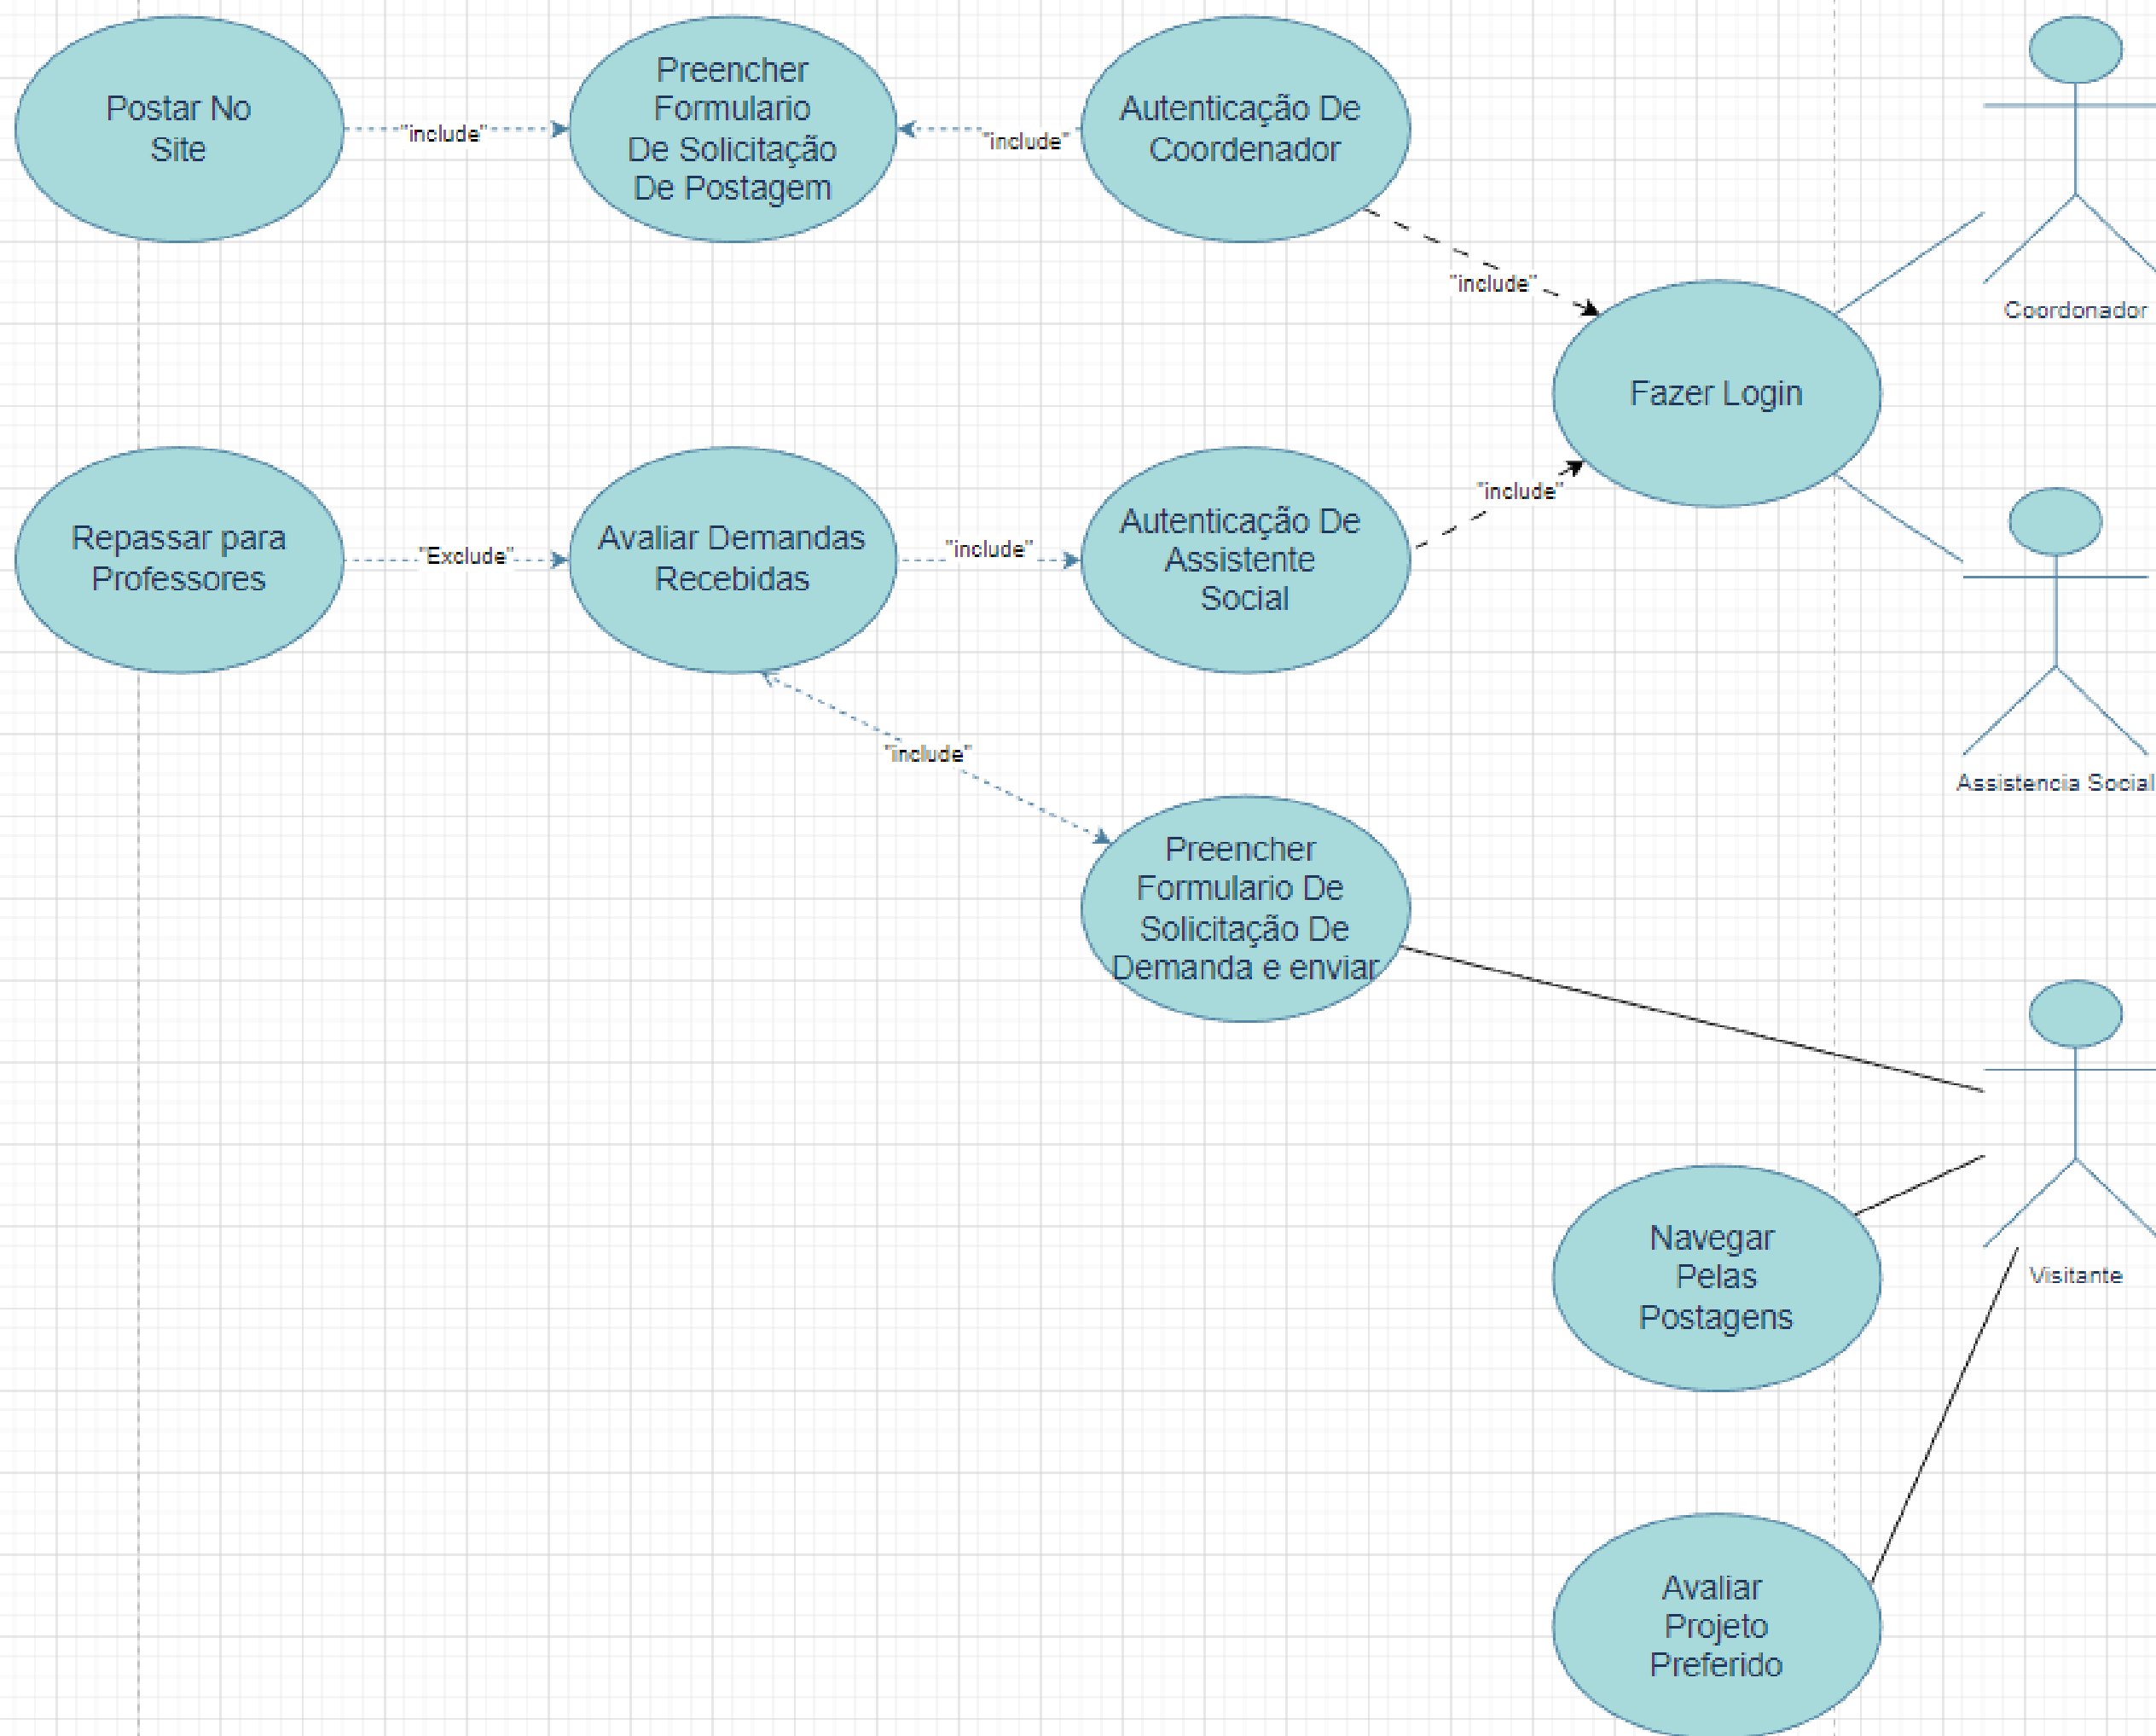 Postar No
Site
"include"
Preencher
Formulario
De Solicitação
De Postagem
"include"
Autenticação De
Coordenador
"include"
Coordonador
Fazer Login
Repassar para
Professores
"Exclude"
Avaliar Demandas
Recebidas
"include"
Autenticação De
Assistente
Social
"include"
Assistencia Social
"include"
Preencher
Formulario De
Solicitação De
Demanda e enviar
Navegar
Pelas
Postagens
Visitante
Avaliar
Projeto
Preferido